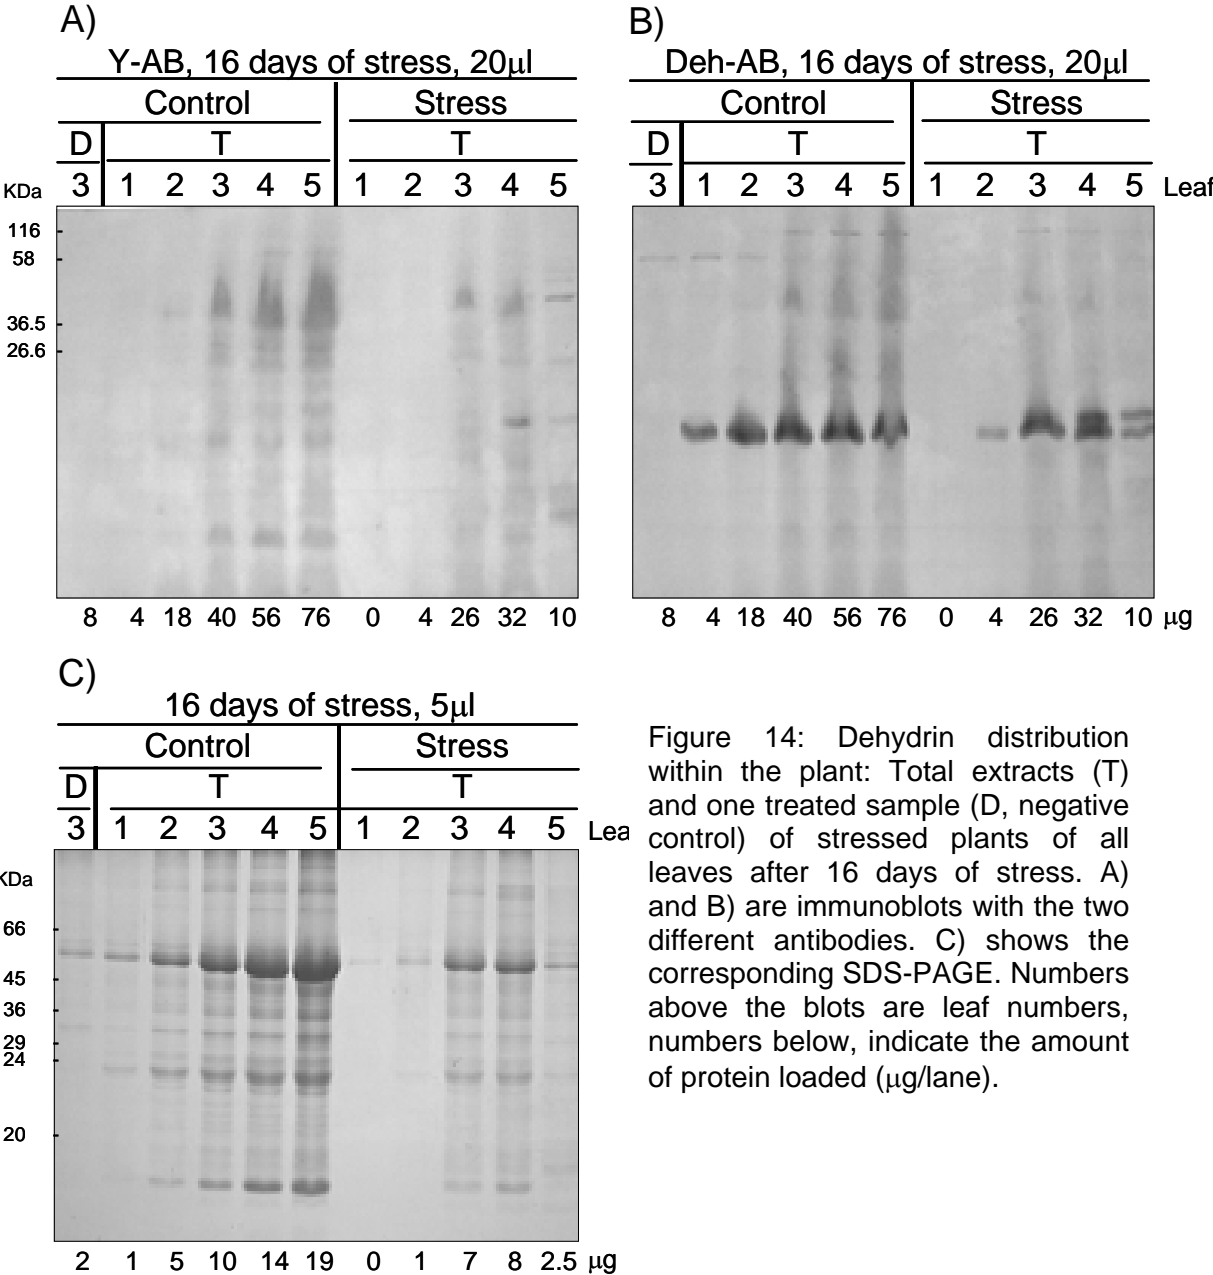 A)
Y-AB, 16 days of stress, 20μl
Control Stress
D T T
KDa 3 1 2 3 4 5 1 2 3 4 5
116
58
36.5
26.6
8 4 18 40 56 76 0 4 26 32 10
B)
Deh-AB, 16 days of stress, 20μl
Control Stress
D T T
3 1 2 3 4 5 1 2 3 4 5 Leaf
8 4 18 40 56 76 0 4 26 32 10 μg
C)
16 days of stress, 5μl
Control Stress
D T T
3 1 2 3 4 5 1 2 3 4 5 Lea
KDa
66
45
36
29
24
20
2 1 5 10 14 19 0 1 7 8 2.5 μg
Figure 14: Dehydrin distribution
within the plant: Total extracts (T)
and one treated sample (D, negative
control) of stressed plants of all
leaves after 16 days of stress. A)
and B) are immunoblots with the two
different antibodies. C) shows the
corresponding SDS-PAGE. Numbers
above the blots are leaf numbers,
numbers below, indicate the amount
of protein loaded (μg/lane).